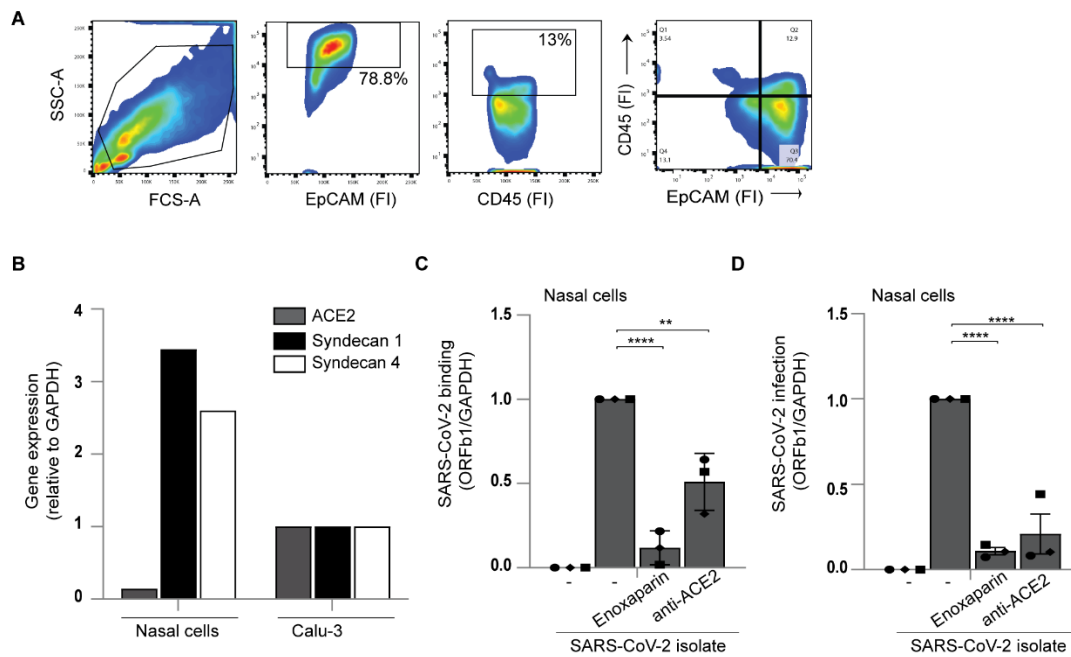 A
SSC-A
FCS-A
78.8%
EpCAM (FI)
13%
CD45 (FI)
CD45 (FI)
Q1
3.54
Q2
12.9
Q4
13.1
Q3
70.4
EpCAM (FI)
B
Gene expression
(relative to GAPDH)
4
3
2
1
0
ACE2
Syndecan 1
Syndecan 4
Nasal cells
Calu-3
C
Nasal cells
SARS-CoV-2 binding
(ORFb1/GAPDH)
1.5
1.0
0.5
0.0
**
****
-
-
Enoxaparin
anti-ACE2
SARS-CoV-2 isolate
D
Nasal cells
SARS-CoV-2 infection
(ORFb1/GAPDH)
1.5
1.0
0.5
0.0
****
****
-
-
Enoxaparin
anti-ACE2
SARS-CoV-2 isolate